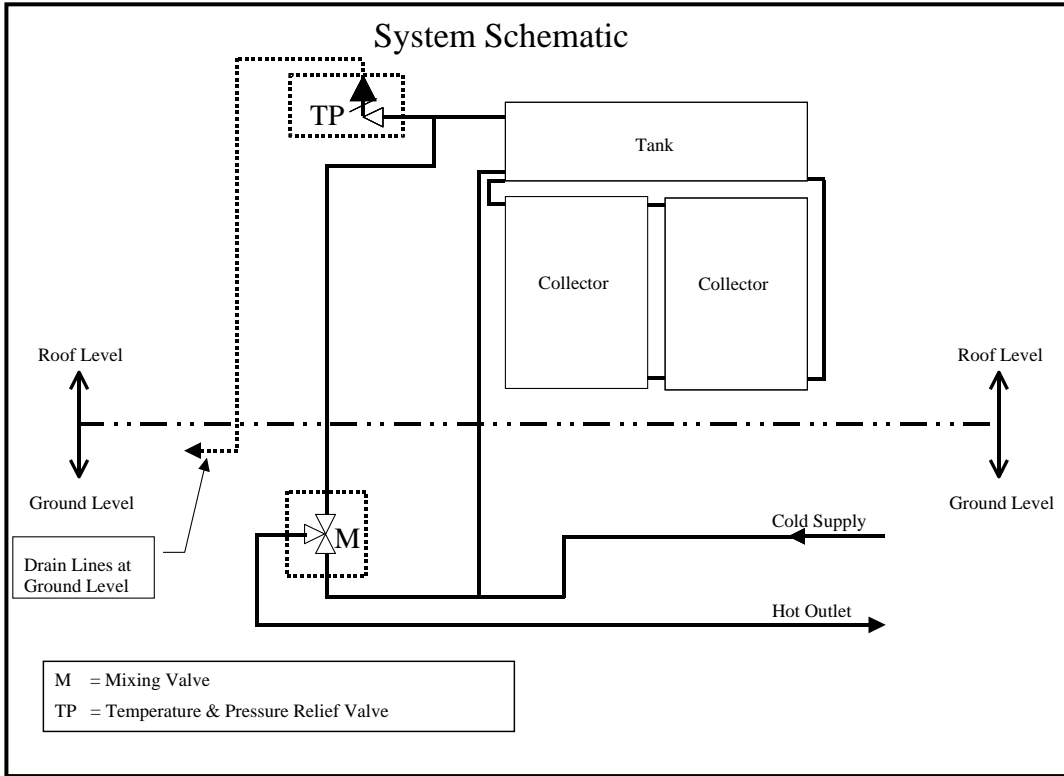 System Schematic
TP
Tank
Collector
Collector
Roof Level
Roof Level
Ground Level
Ground Level
M
Cold Supply
Drain Lines at
Ground Level
Hot Outlet
M = Mixing Valve
TP = Temperature & Pressure Relief Valve